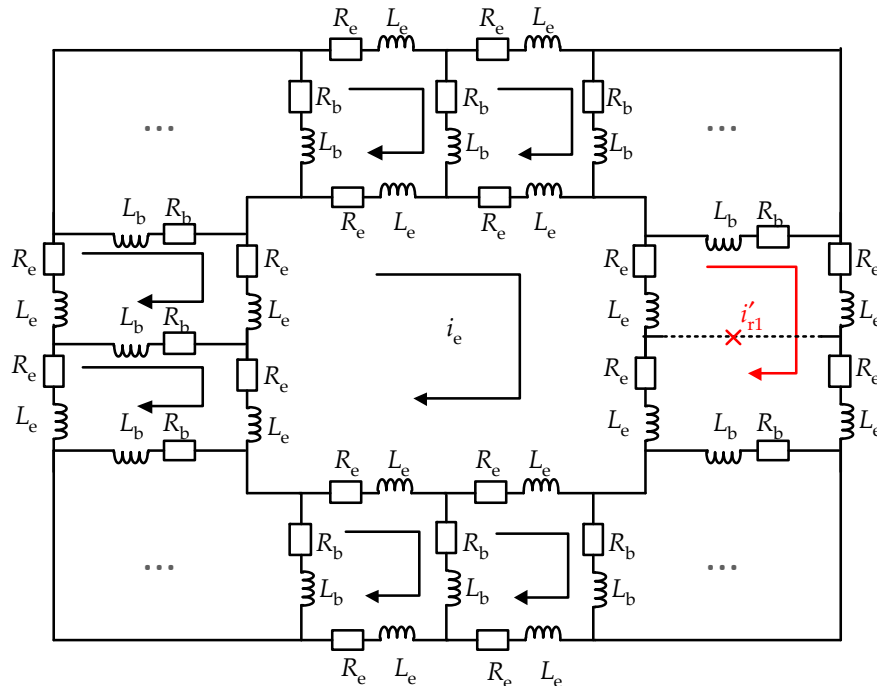 Re Le Re Le
Rb Rb Rb
... ...
Lb Lb Lb
Re Le Re Le
Lb Rb Lb Rb
Re Re Re Re
Le Lb Rb Le ie Le i′r1 Le
Re Re Re Re
Le Lb Rb Le Le Lb Rb Le
Re Le Re Le
Rb Rb Rb
... ...
Lb Lb Lb
Re Le Re Le